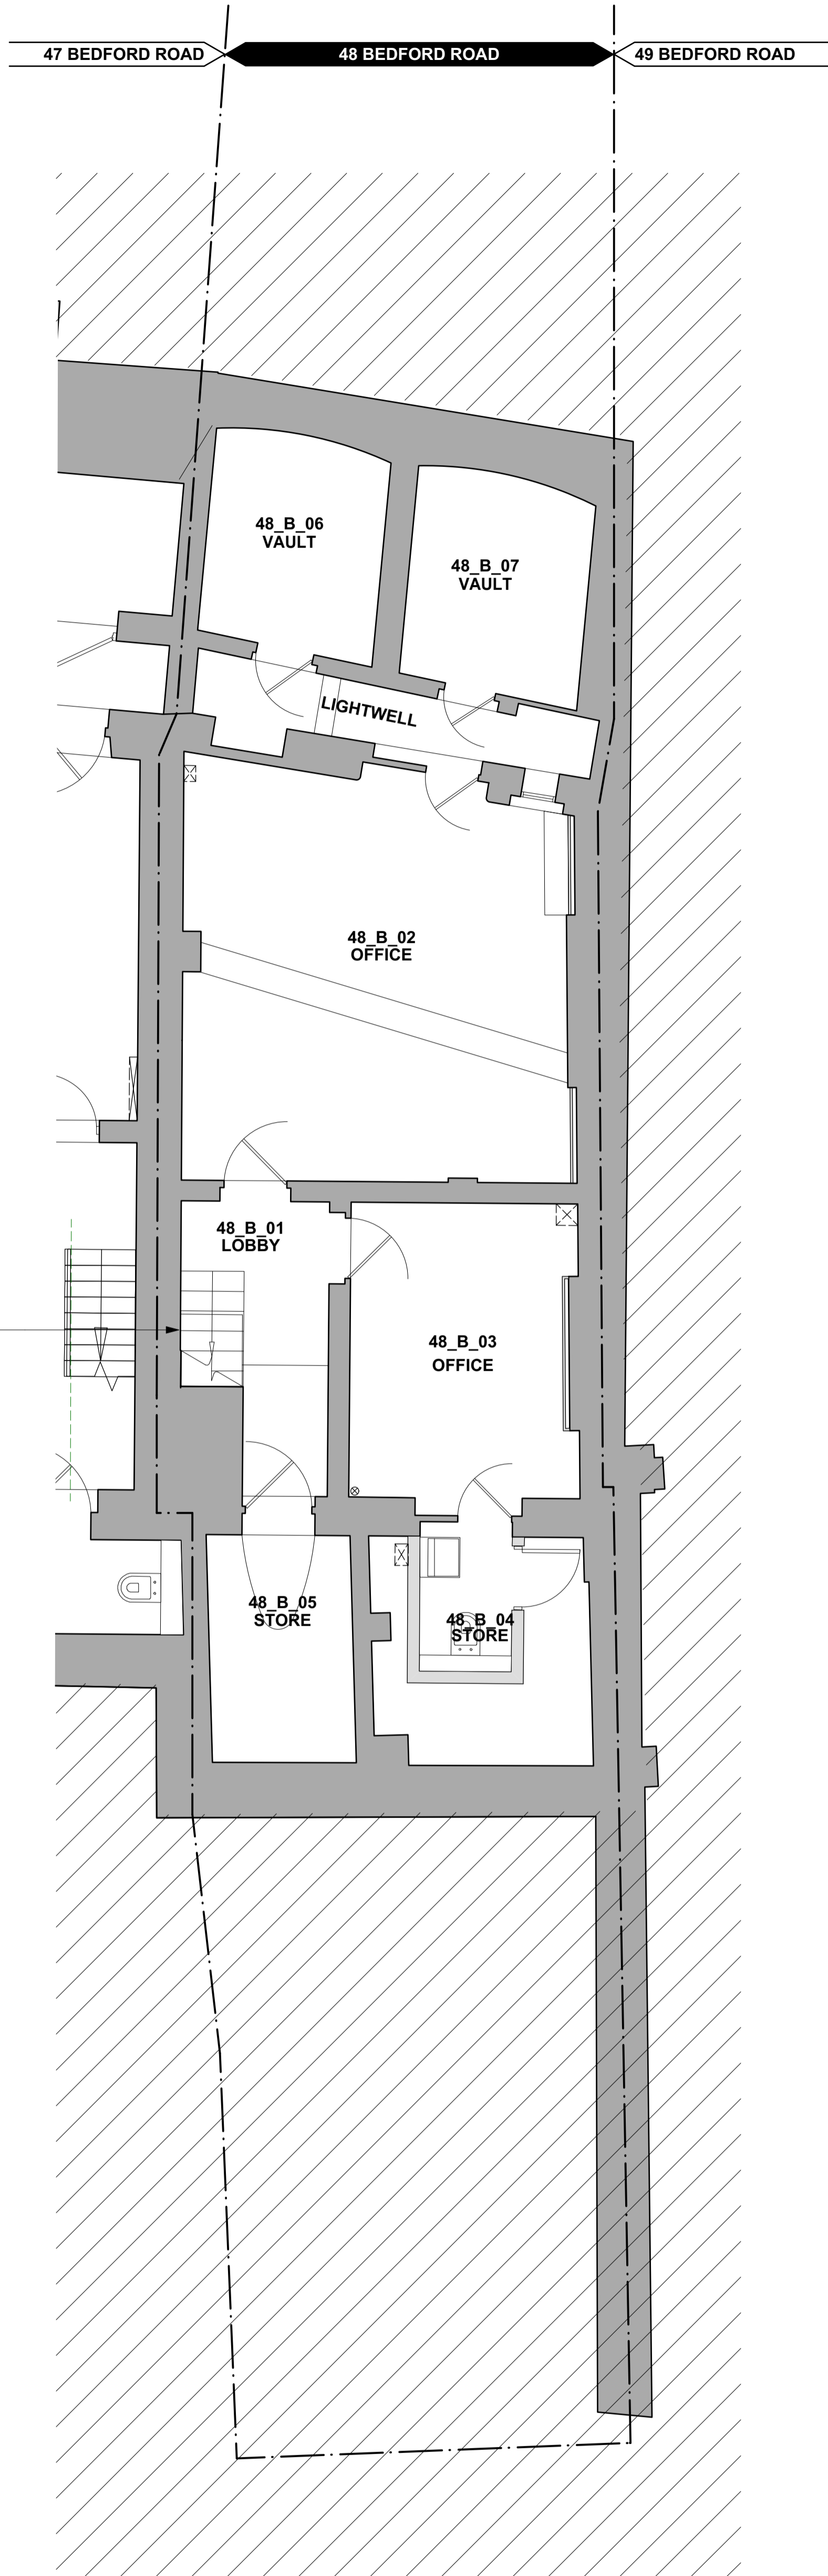 47 BEDFORD ROAD
48 BEDFORD ROAD
49 BEDFORD ROAD
48_B_06
VAULT
48_B_07
VAULT
LIGHTWELL
48_B_02
OFFICE
48_B_01
LOBBY
48_B_03
OFFICE
48_B_05
STORE
48_B_04
STORE